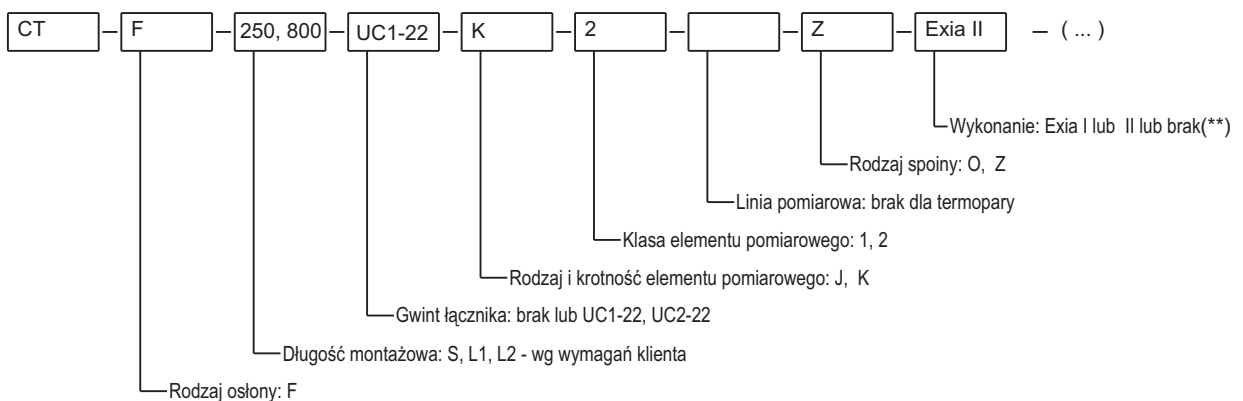 CT – F – 250, 800 – UC1-22 – K – 2 – – Z – Exia II – ( ... )
Wykonanie: Exia I lub II lub brak(**)
Rodzaj spoiny: O, Z
Linia pomiarowa: brak dla termopary
Klasa elementu pomiarowego: 1, 2
Rodzaj i krotność elementu pomiarowego: J, K
Gwint łącznika: brak lub UC1-22, UC2-22
Długość montażowa: S, L1, L2 - wg wymagań klienta
Rodzaj osłony: F